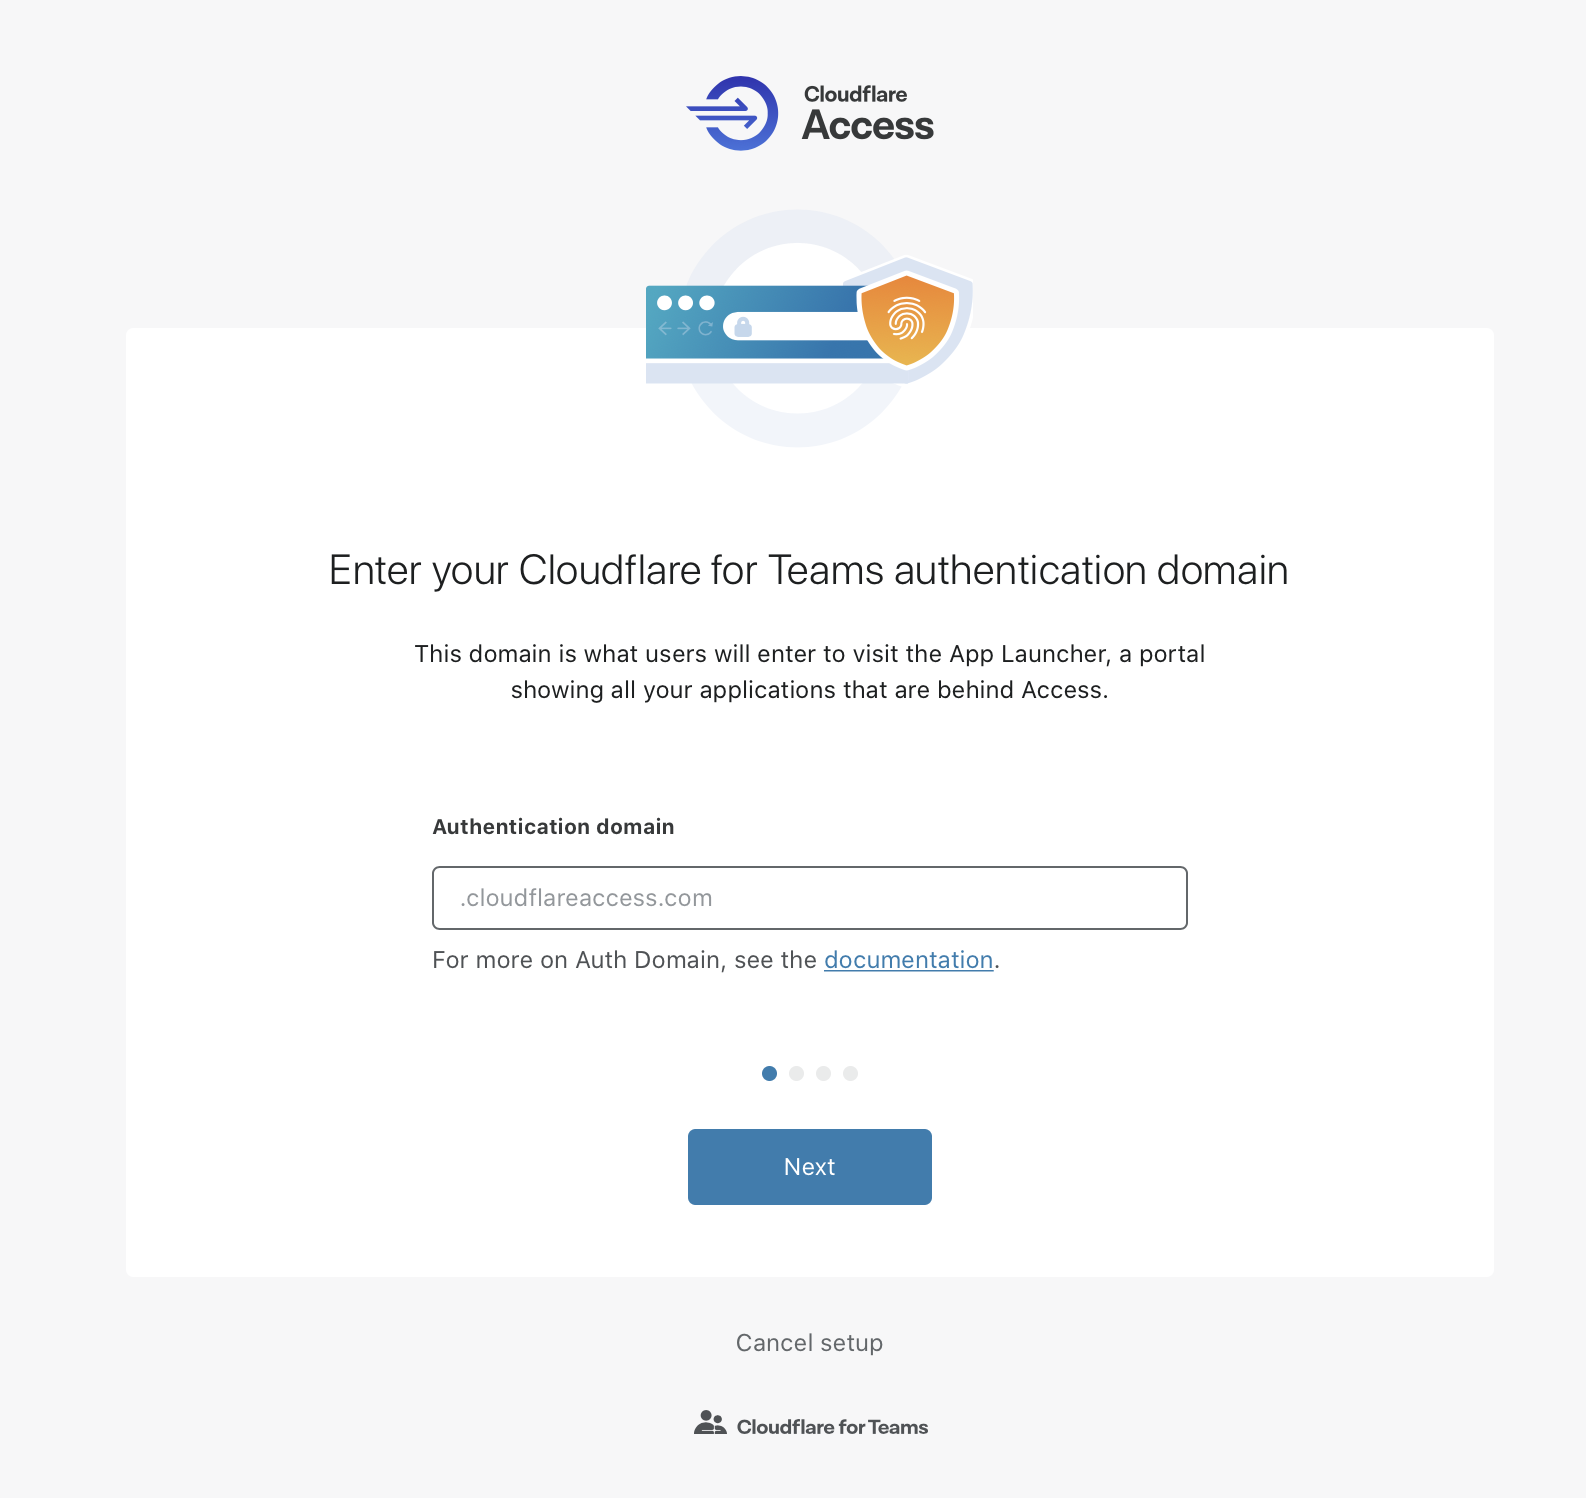 Cloudflare
Access
Enter your Cloudflare for Teams authentication domain
This domain is what users will enter to visit the App Launcher, a portal
showing all your applications that are behind Access.
Authentication domain
.cloudflareaccess.com
For more on Auth Domain, see the documentation.
Next
Cancel setup
Cloudflare for Teams